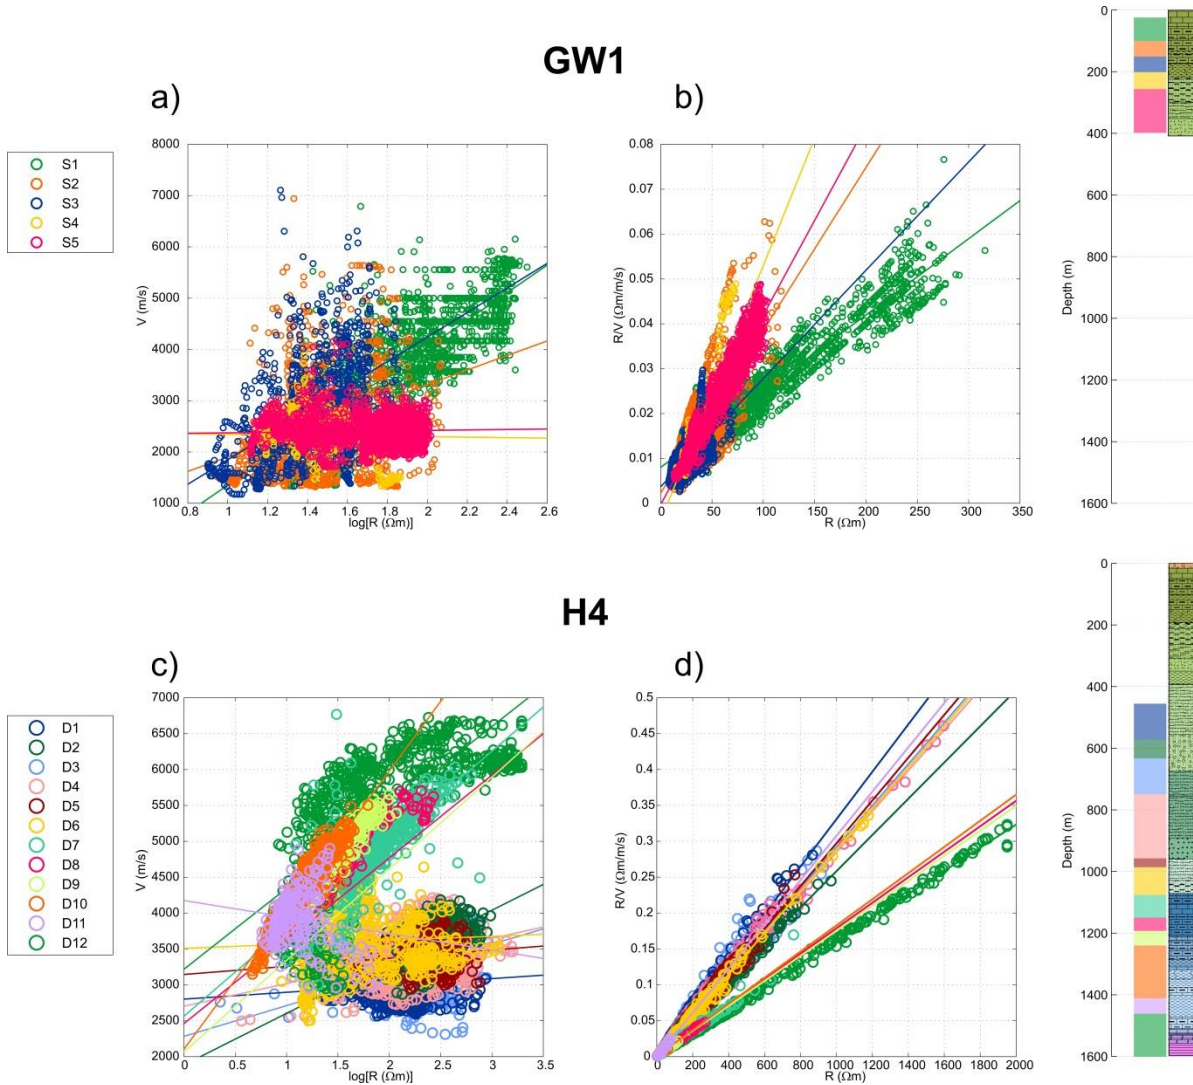 GW1
a)
b)
S1
S2
S3
S4
S5
8000
7000
6000
5000
4000
3000
2000
1000
V (m/s)
0.8 1 1.2 1.4 1.6 1.8 2 2.2 2.4 2.6
log[R (Ωm)]
0.08
0.07
0.06
0.05
0.04
0.03
0.02
0.01
0
R/V (Ωm/m/s)
0 50 100 150 200 250 300 350
R (Ωm)
0
200
400
600
800
1000
1200
1400
1600
Depth (m)
H4
c)
d)
D1
D2
D3
D4
D5
D6
D7
D8
D9
D10
D11
D12
7000
6500
6000
5500
5000
4500
4000
3500
3000
2500
2000
V (m/s)
0 0.5 1 1.5 2 2.5 3 3.5
log[R (Ωm)]
0.5
0.45
0.4
0.35
0.3
0.25
0.2
0.15
0.1
0.05
0
R/V (Ωm/m/s)
0 200 400 600 800 1000 1200 1400 1600 1800 2000
R (Ωm)
0
200
400
600
800
1000
1200
1400
1600
Depth (m)